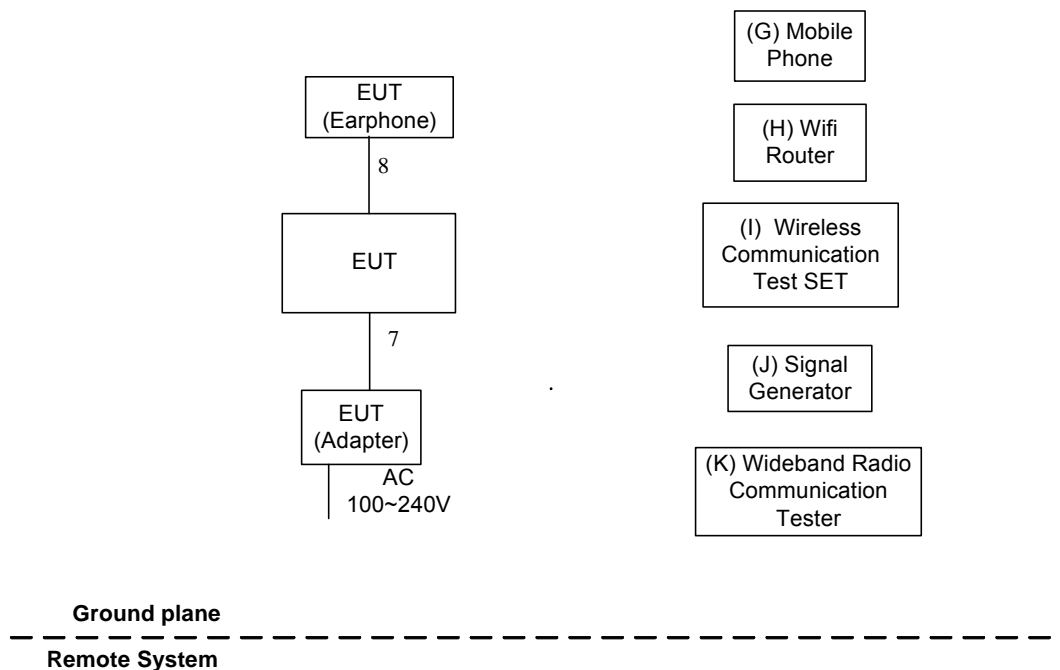 EUT
(Earphone)
8
EUT
7
EUT
(Adapter)
AC
100~240V
(G) Mobile
Phone
(H) Wifi
Router
(I) Wireless
Communication
Test SET
(J) Signal
Generator
(K) Wideband Radio
Communication
Tester
Ground plane
Remote System